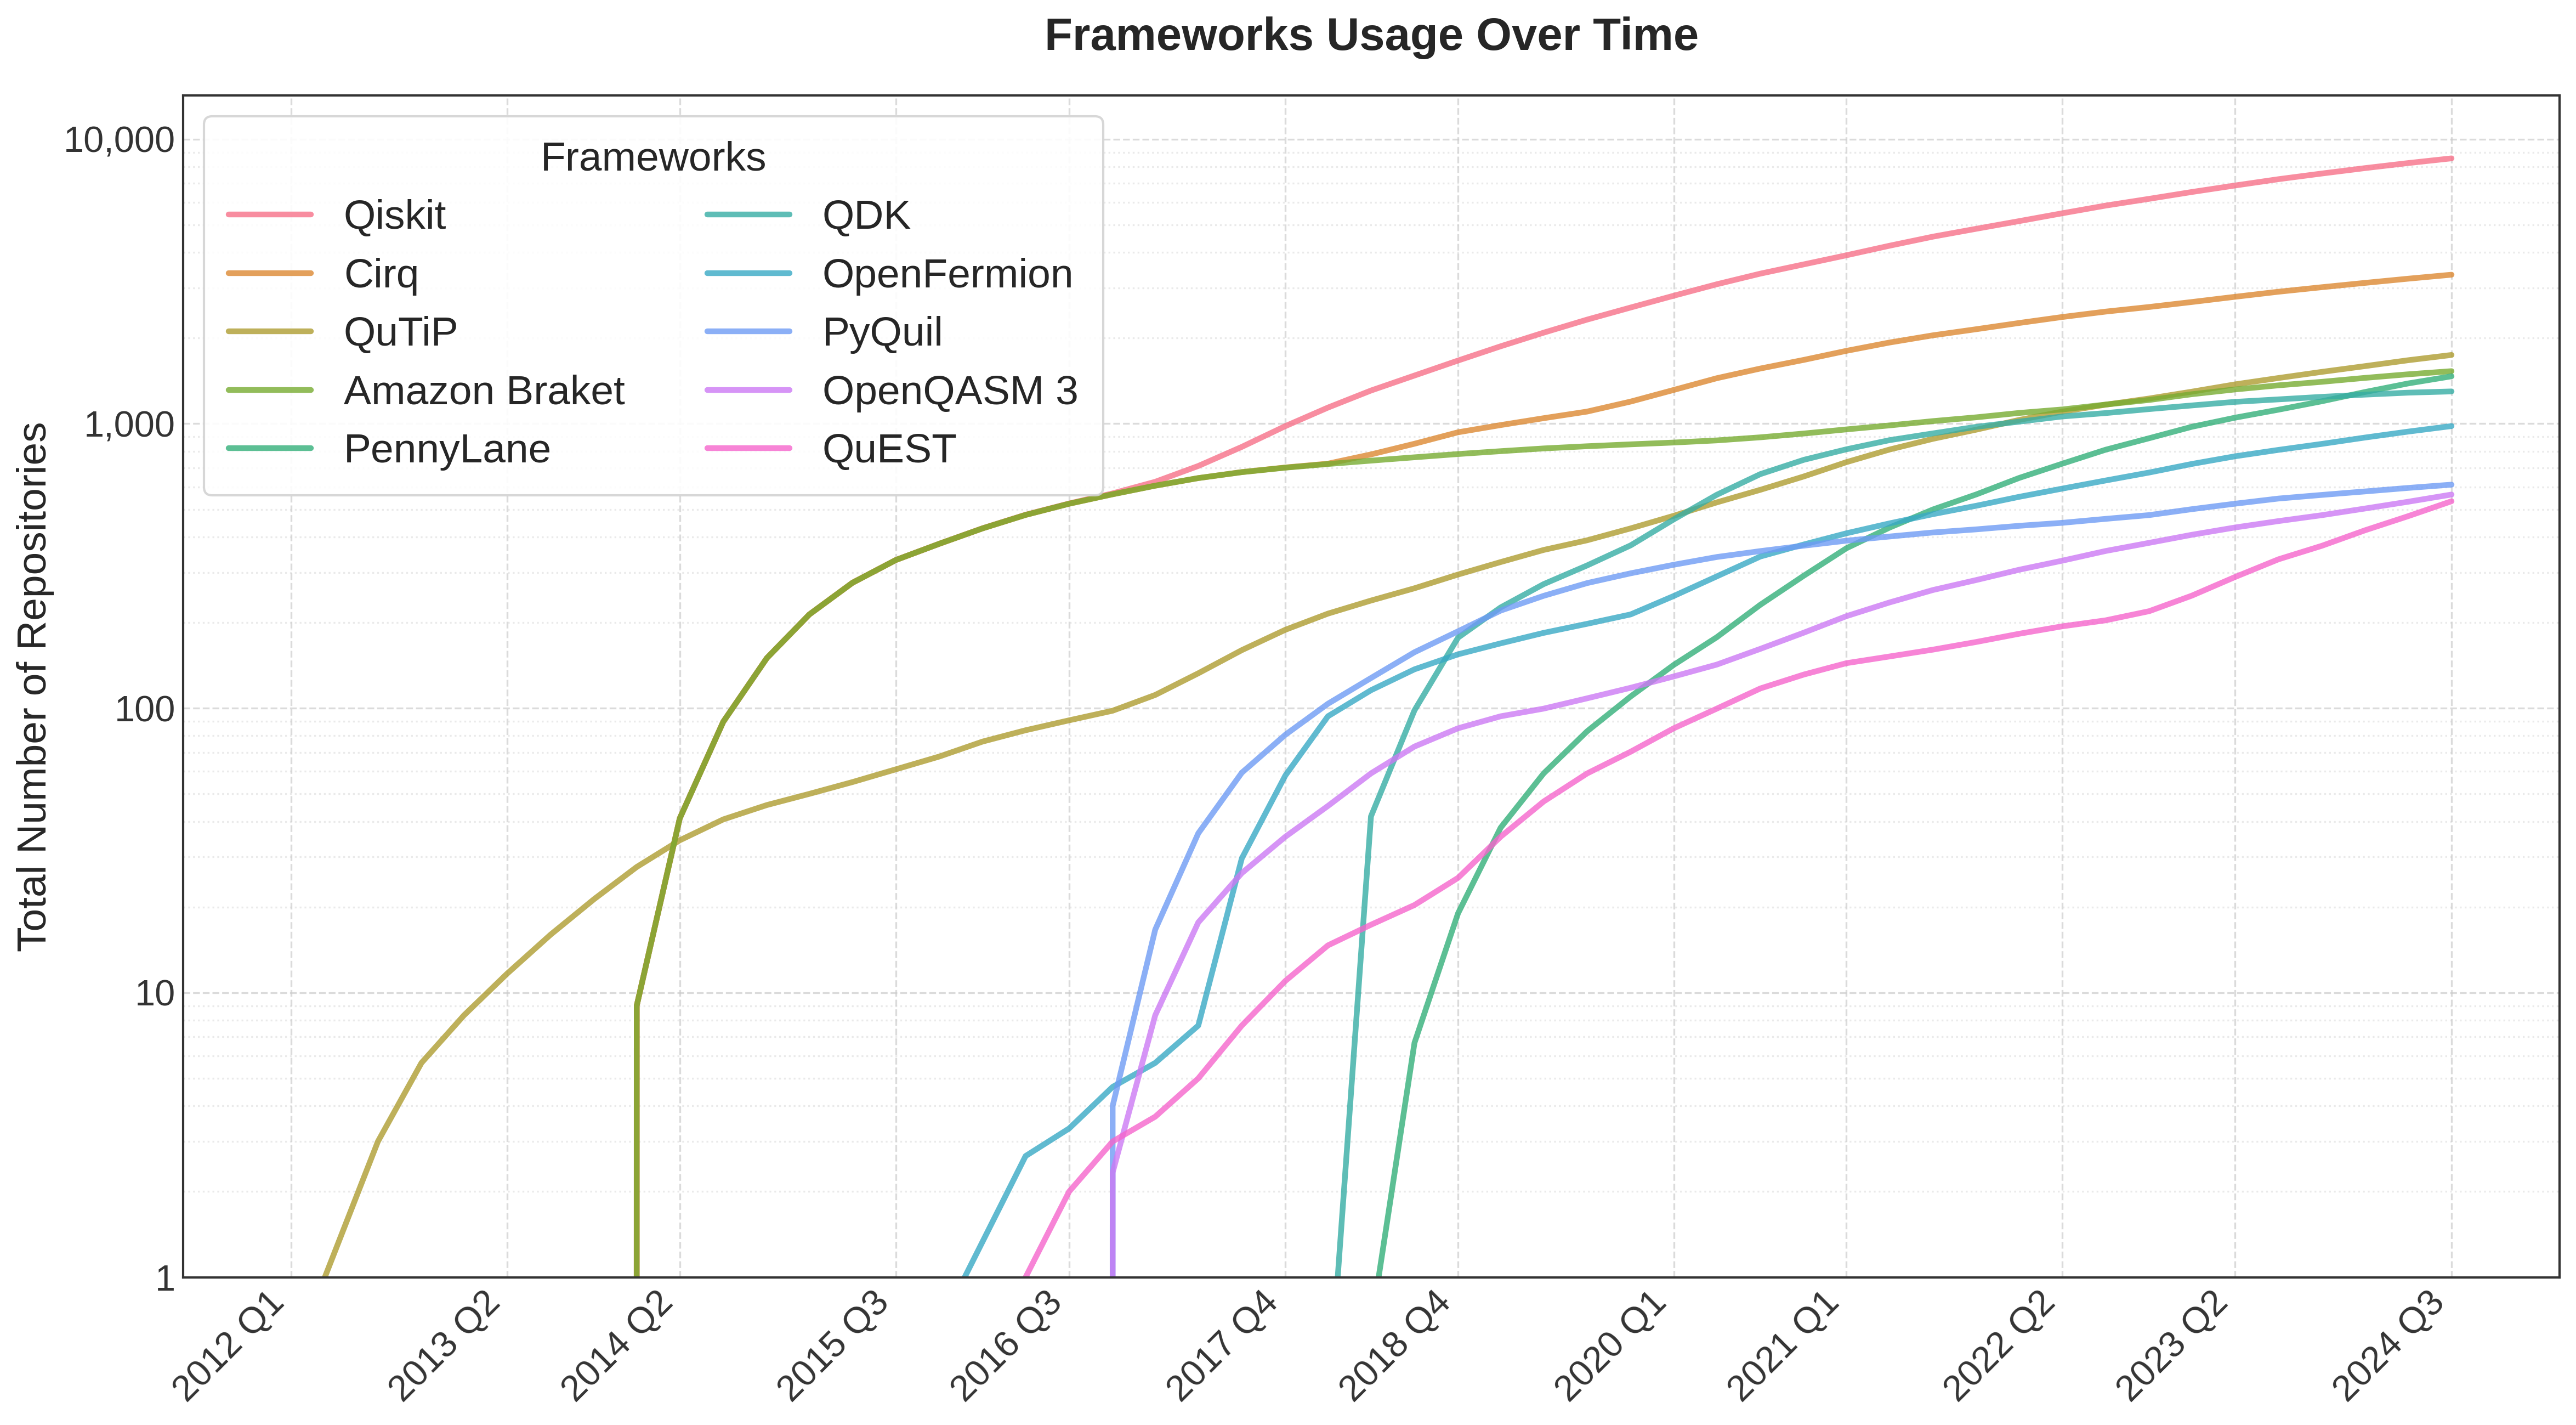 Frameworks Usage Over Time
Total Number of Repositories
10,000
1,000
100
10
1
Frameworks
Qiskit
Cirq
QuTiP
Amazon Braket
PennyLane
QDK
OpenFermion
PyQuil
OpenQASM 3
QuEST
2012 Q1
2013 Q2
2014 Q2
2015 Q3
2016 Q3
2017 Q4
2018 Q4
2020 Q1
2021 Q1
2022 Q2
2023 Q2
2024 Q3